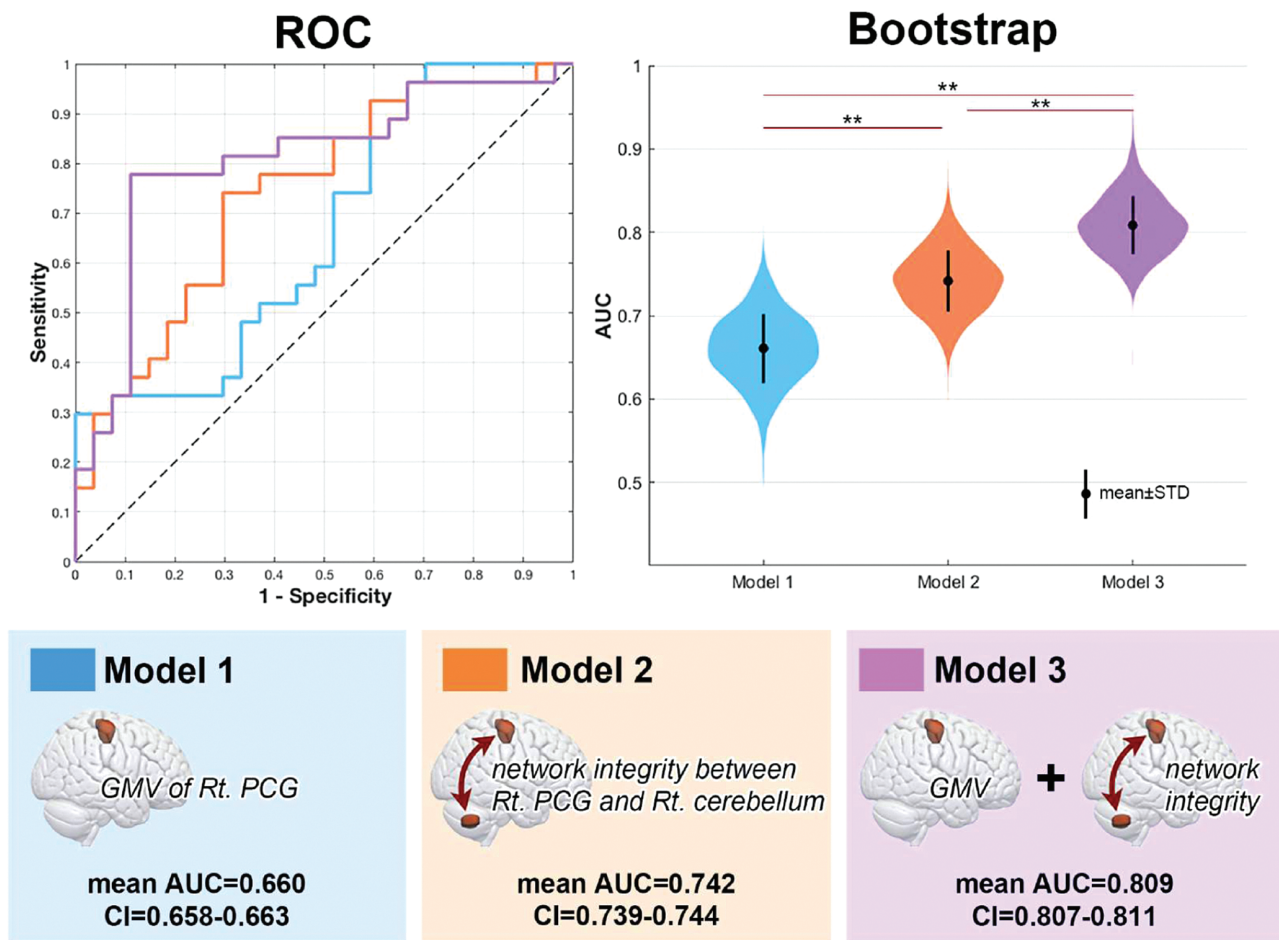 ROC
1
0.9
0.8
0.7
0.6
0.5
0.4
0.3
0.2
0.1
0
Sensitivity
0
0.1
0.2
0.3
0.4
0.5
0.6
0.7
0.8
0.9
1
1 - Specificity
Bootstrap
1
0.9
0.8
0.7
0.6
0.5
AUC
**
**
**
mean±STD
Model 1
Model 2
Model 3
Model 1
GMV of Rt. PCG
mean AUC=0.660
CI=0.658-0.663
Model 2
network integrity between
Rt. PCG and Rt. cerebellum
mean AUC=0.742
CI=0.739-0.744
Model 3
GMV
+
network
integrity
mean AUC=0.809
CI=0.807-0.811